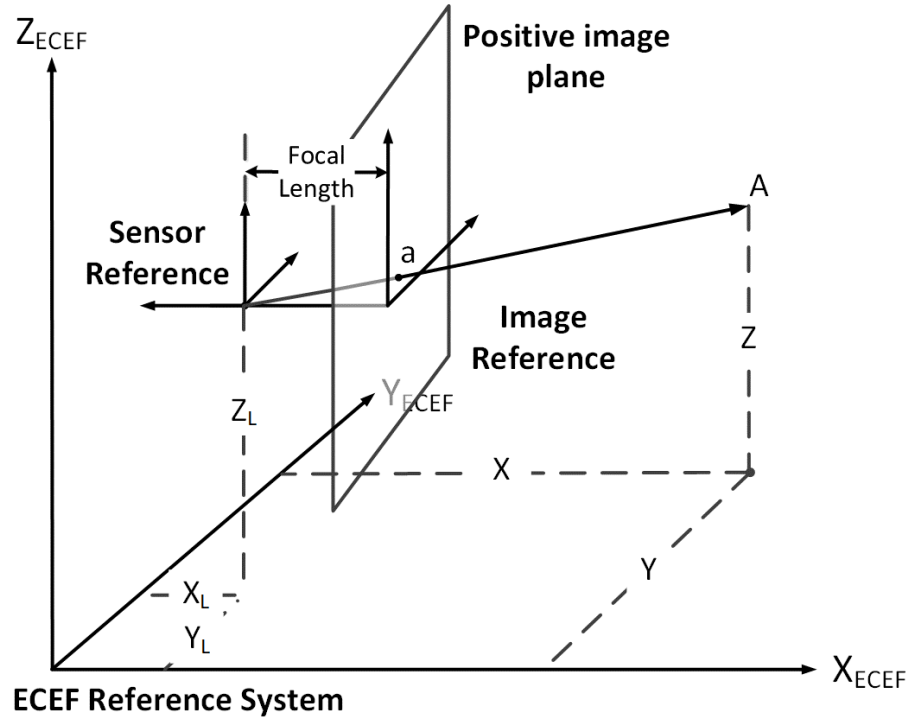 Z_ECEF
Positive image
plane
Focal
Length
A
Sensor
Reference
a
Image
Reference
Z
Y_ECEF
Z_L
X
Y
X_L
Y_L
X_ECEF
ECEF Reference System